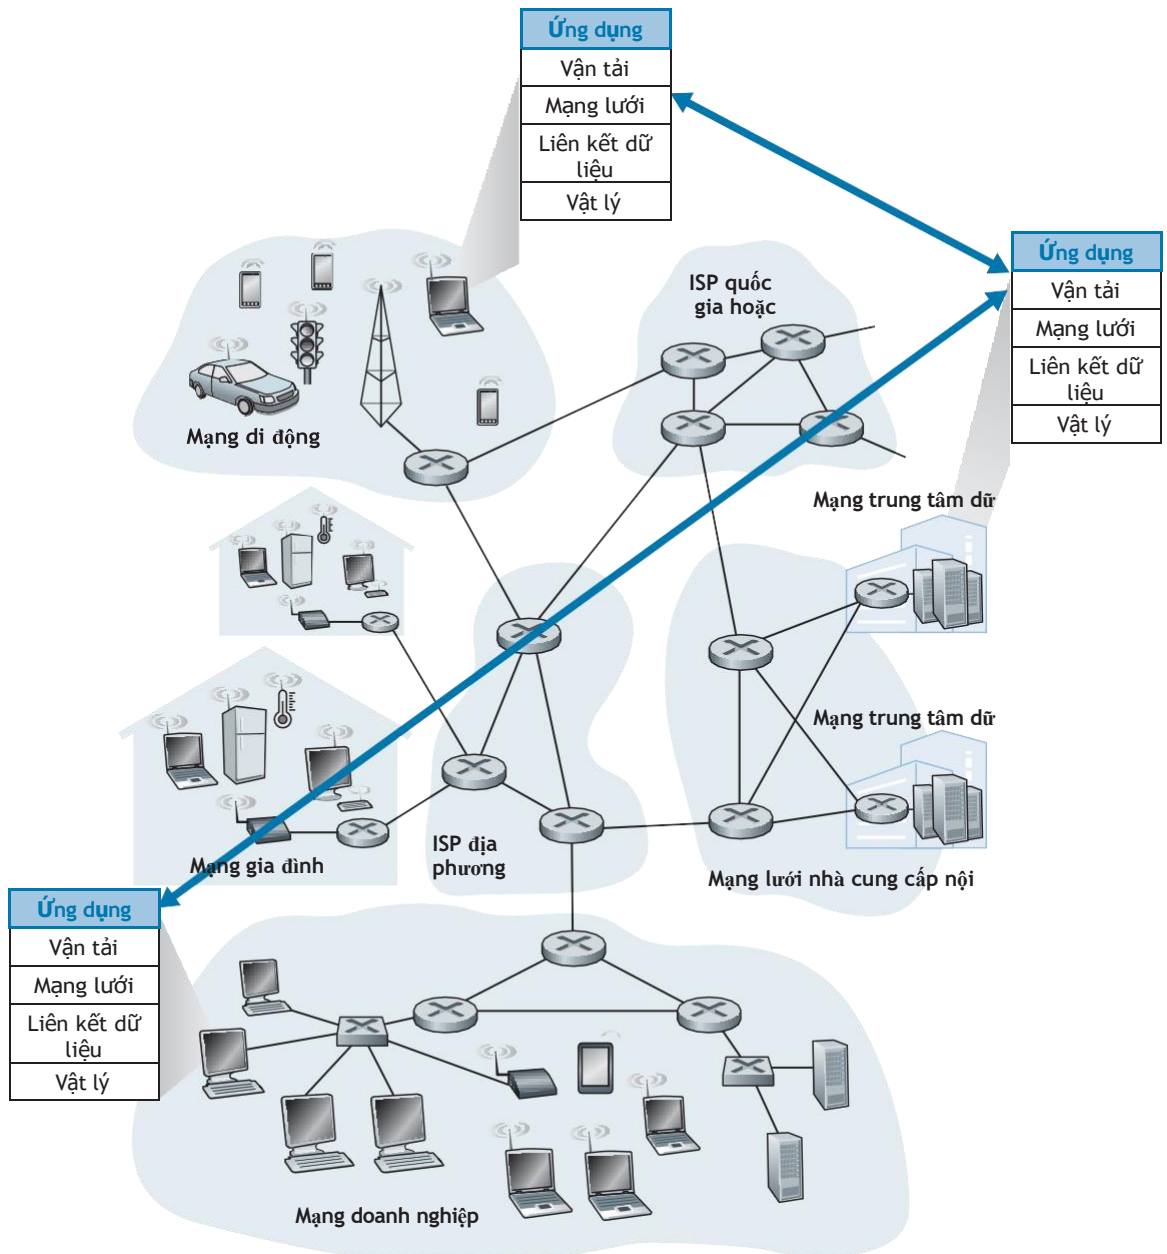 Ứng dụng
Vận tải
Mạng lưới
Liên kết dữ
liệu
Vật lý
Ứng dụng
Vận tải
Mạng lưới
Liên kết dữ
liệu
Vật lý
ISP quốc
gia hoặc
Mạng di động
Mạng trung tâm dữ
Mạng trung tâm dữ
ISP địa
phương
Mạng gia đình
Mạng lưới nhà cung cấp nội
Ứng dụng
Vận tải
Mạng lưới
Liên kết dữ
liệu
Vật lý
Mạng doanh nghiệp